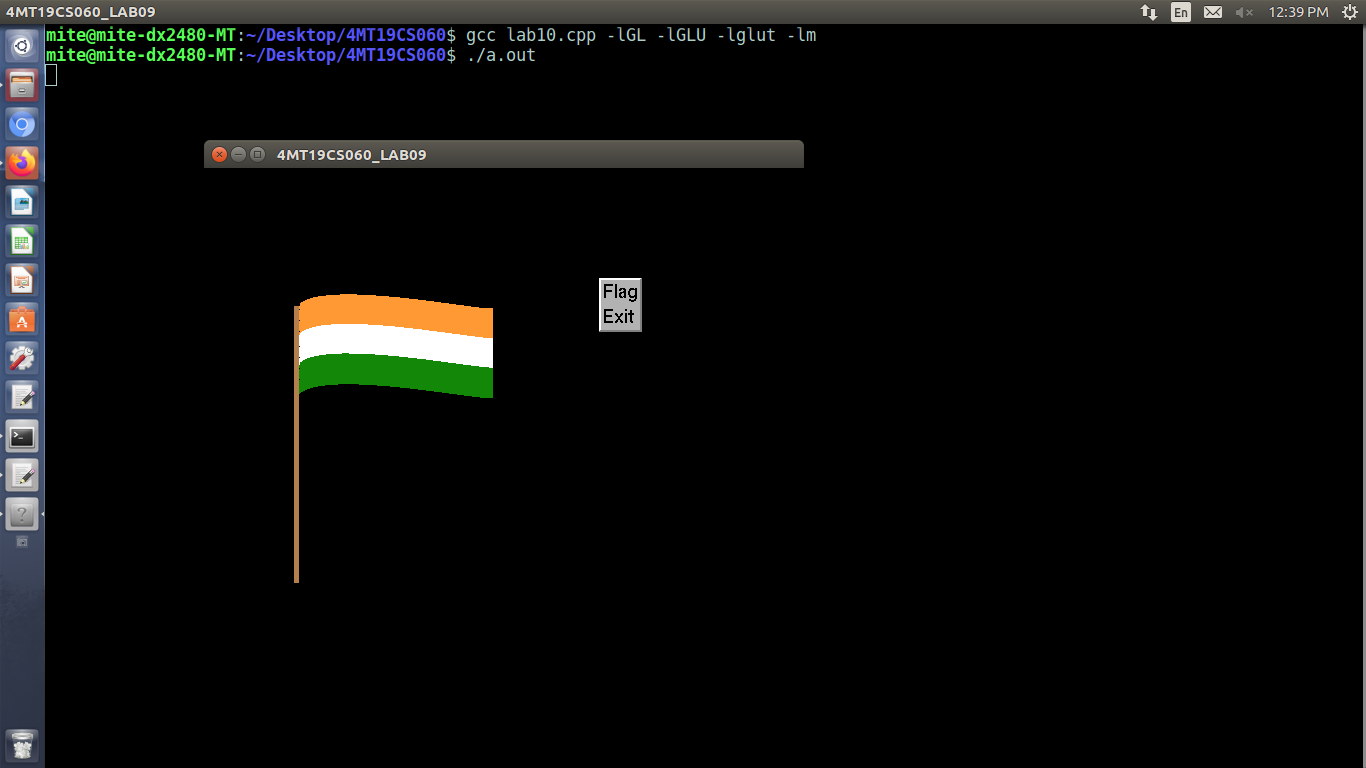 4MT19CS060_LAB09
En
12:39 PM
mite@mite-dx2480-MT:~/Desktop/4MT19CS060$ gcc lab10.cpp -lGL -lGLU -lglut -lm
mite@mite-dx2480-MT:~/Desktop/4MT19CS060$ ./a.out
4MT19CS060_LAB09
Flag
Exit